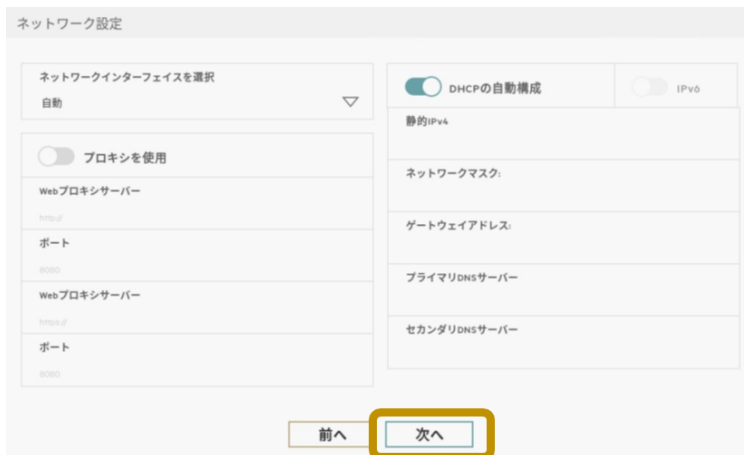 ネットワーク設定
ネットワークインターフェイスを選択
自動
プロキシを使用
Webプロキシサーバー
http://
ポート
8080
Webプロキシサーバー
https://
ポート
8080
DHCPの自動構成
IPv6
静的IPv4
ネットワークマスク:
ゲートウェイアドレス:
プライマリDNSサーバー
セカンダリDNSサーバー
前へ
次へ